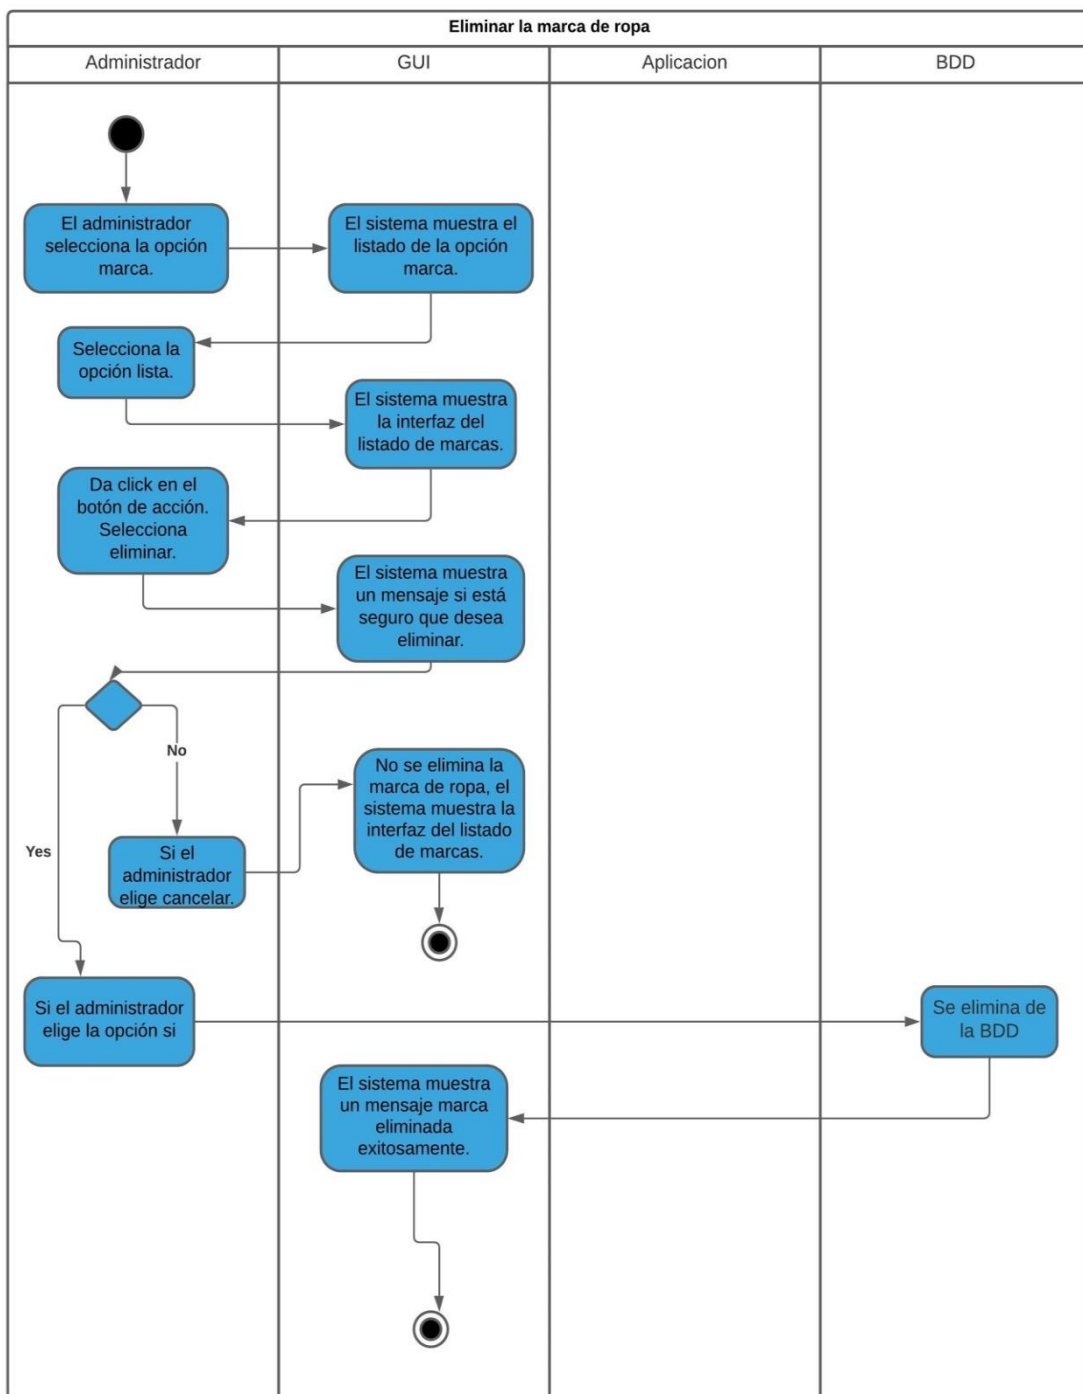 Eliminar la marca de ropa
Administrador
GUI
Aplicacion
BDD
El administrador
selecciona la opción
marca.
El sistema muestra el
listado de la opción
marca.
Selecciona la
opción lista.
El sistema muestra
la interfaz del
listado de marcas.
Da click en el
botón de acción.
Selecciona
eliminar.
El sistema muestra
un mensaje si está
seguro que desea
eliminar.
No
No se elimina la
marca de ropa, el
sistema muestra la
interfaz del listado
de marcas.
Yes
Si el
administrador
elige cancelar.
Si el administrador
elige la opción si
Se elimina de
la BDD
El sistema muestra
un mensaje marca
eliminada
exitosamente.